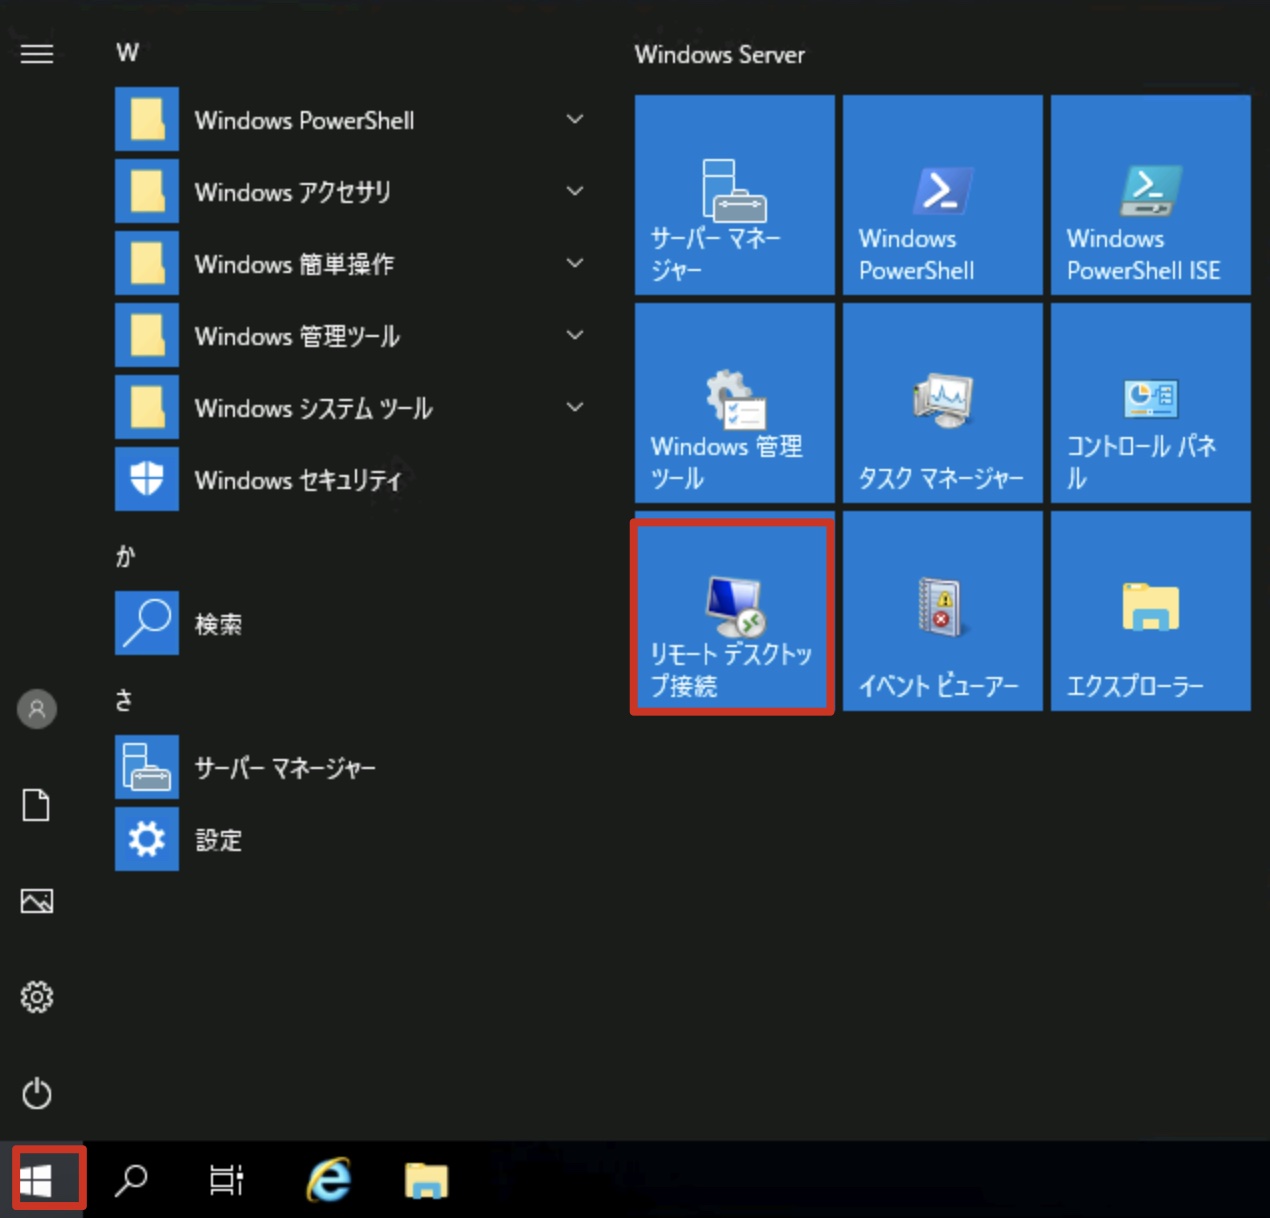 W
Windows PowerShell
Windows アクセサリ
Windows 簡単操作
Windows 管理ツール
Windows システム ツール
Windows セキュリティ
か
検索
さ
サーバー マネージャー
設定
Windows Server
サーバー マネー
ジャー
Windows
PowerShell
Windows
PowerShell ISE
Windows 管理
ツール
タスク マネージャー
コントロール パネ
ル
リモート デスクトッ
プ接続
イベント ビューアー
エクスプローラー